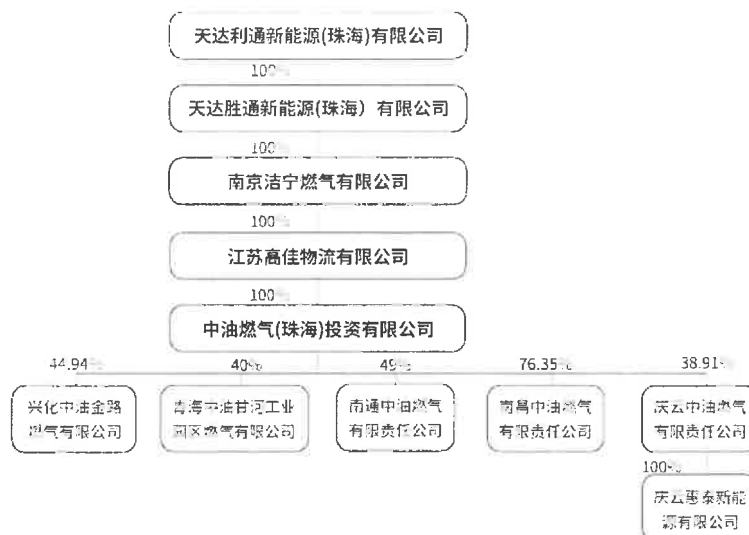 天达利通新能源(珠海)有限公司
100%
天达胜通新能源(珠海）有限公司
100%
南京洁宁燃气有限公司
100%
江苏高佳物流有限公司
100%
中油燃气(珠海)投资有限公司
44.94%
40%
49%
76.35%
38.91%
兴化中油金路
燃气有限公司
青海中油甘河工业
园区燃气有限公司
南通中油燃气
有限责任公司
南昌中油燃气
有限责任公司
庆云中油燃气
有限责任公司
100%
庆云惠泰新能
源有限公司